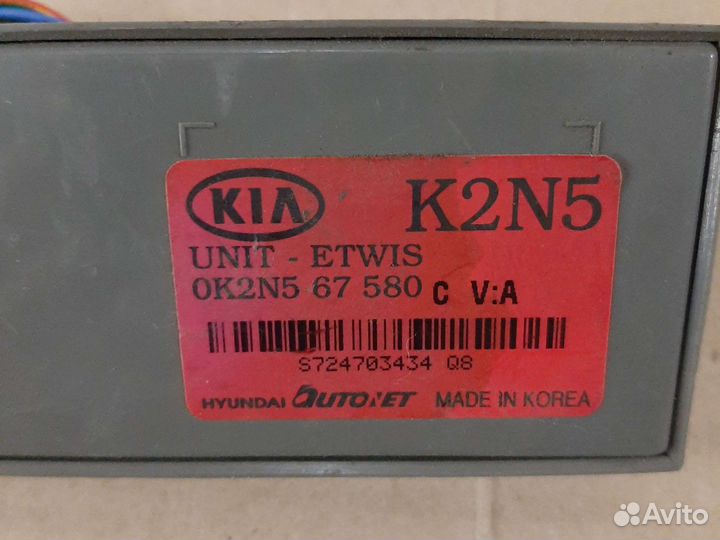 KIA K2N5
UNIT - ETWIS
0K2N5 67 580 C V:A
S724703434 Q8
HYUNDAI AUTONET MADE IN KOREA
Avito